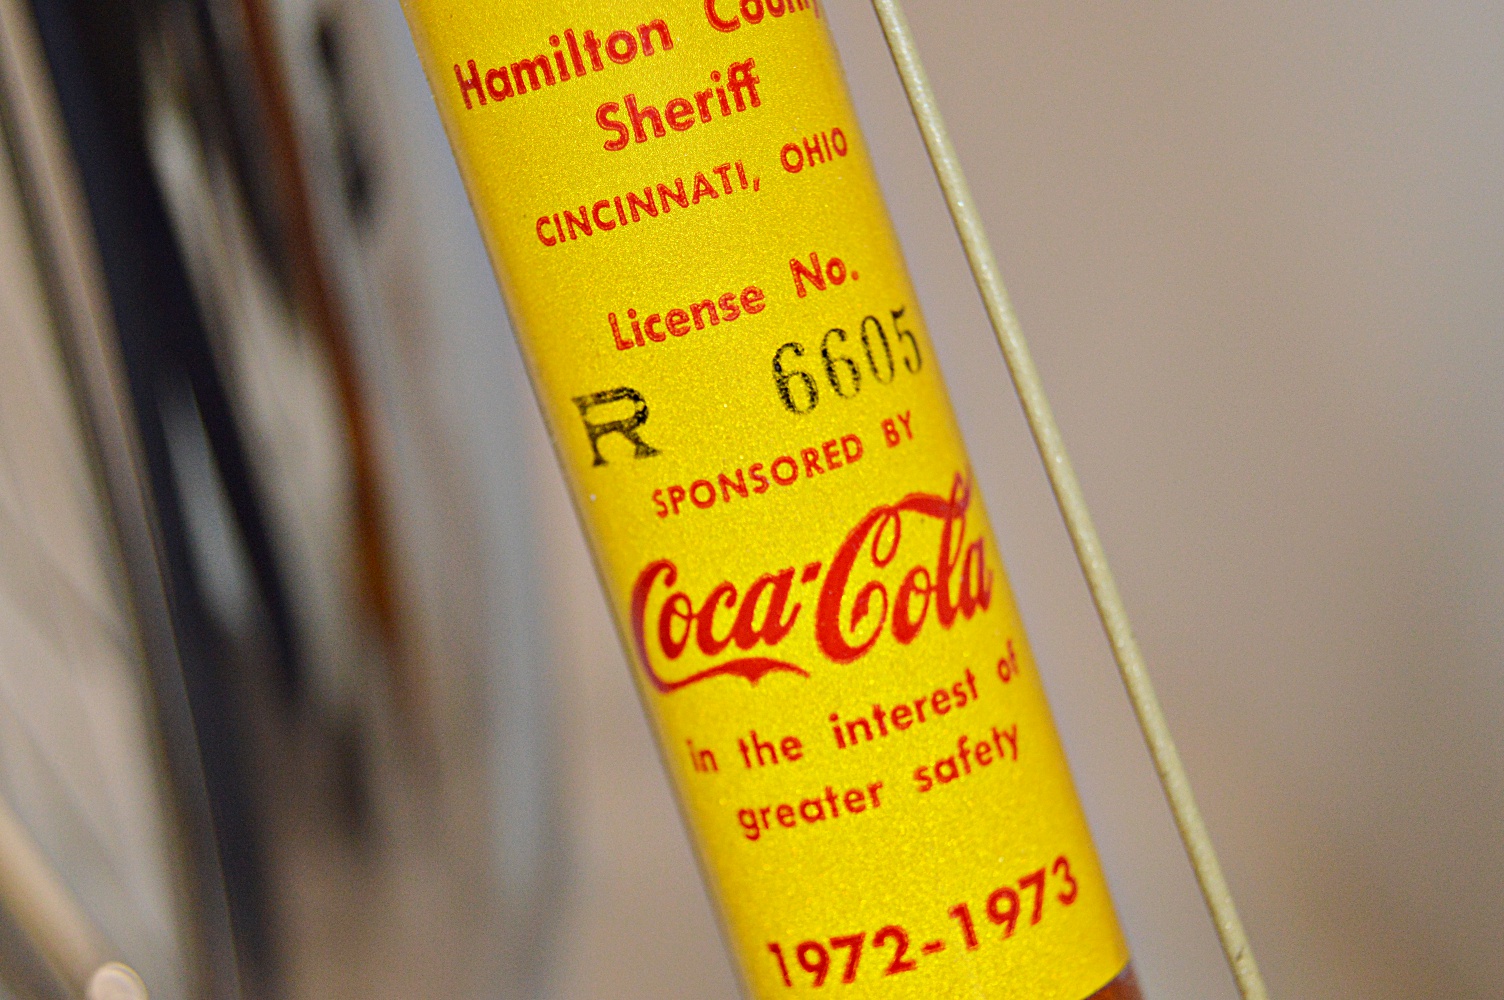 Hamilton County
Sheriff
CINCINNATI, OHIO
License No.
R 6605
SPONSORED BY
Coca-Cola
in the interest of
greater safety
1972-1973